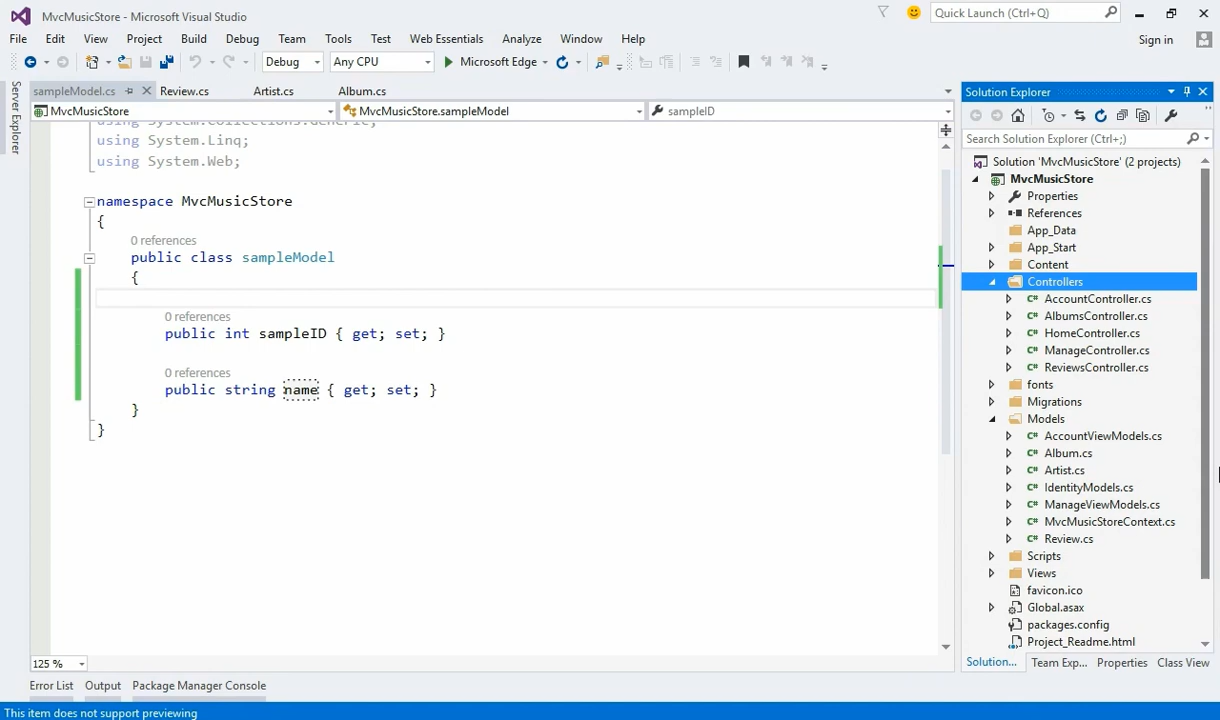 MvcMusicStore - Microsoft Visual Studio
Quick Launch (Ctrl+Q)
File Edit View Project Build Debug Team Tools Test Web Essentials Analyze Window Help
Sign in
Debug Any CPU Microsoft Edge
Server Explorer
sampleModel.cs Review.cs Artist.cs Album.cs
MvcMusicStore MvcMusicStore.sampleModel sampleID
using System.Collections.Generic;
using System.Linq;
using System.Web;
namespace MvcMusicStore
{
0 references
public class sampleModel
{
0 references
public int sampleID { get; set; }
0 references
public string name { get; set; }
}
}
125 %
Error List Output Package Manager Console
This item does not support previewing
Solution Explorer
Search Solution Explorer (Ctrl+;)
Solution 'MvcMusicStore' (2 projects)
MvcMusicStore
Properties
References
App_Data
App_Start
Content
Controllers
C# AccountController.cs
C# AlbumsController.cs
C# HomeController.cs
C# ManageController.cs
C# ReviewsController.cs
fonts
Migrations
Models
C# AccountViewModels.cs
C# Album.cs
C# Artist.cs
C# IdentityModels.cs
C# ManageViewModels.cs
C# MvcMusicStoreContext.cs
C# Review.cs
Scripts
Views
favicon.ico
Global.asax
packages.config
Project_Readme.html
Solution... Team Exp... Properties Class View